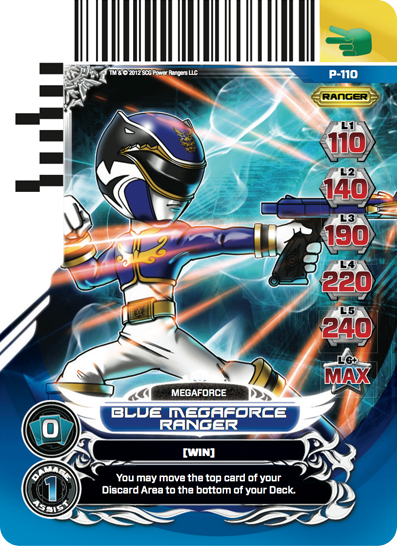 TM & © 2012 SCG Power Rangers LLC
P-110
RANGER
L1
110
L2
140
L3
190
L4
220
L5
240
L6+
MAX
MEGAFORCE
BLUE MEGAFORCE
RANGER
0
[WIN]
DAMAGE
1
ASSIST
You may move the top card of your
Discard Area to the bottom of your Deck.